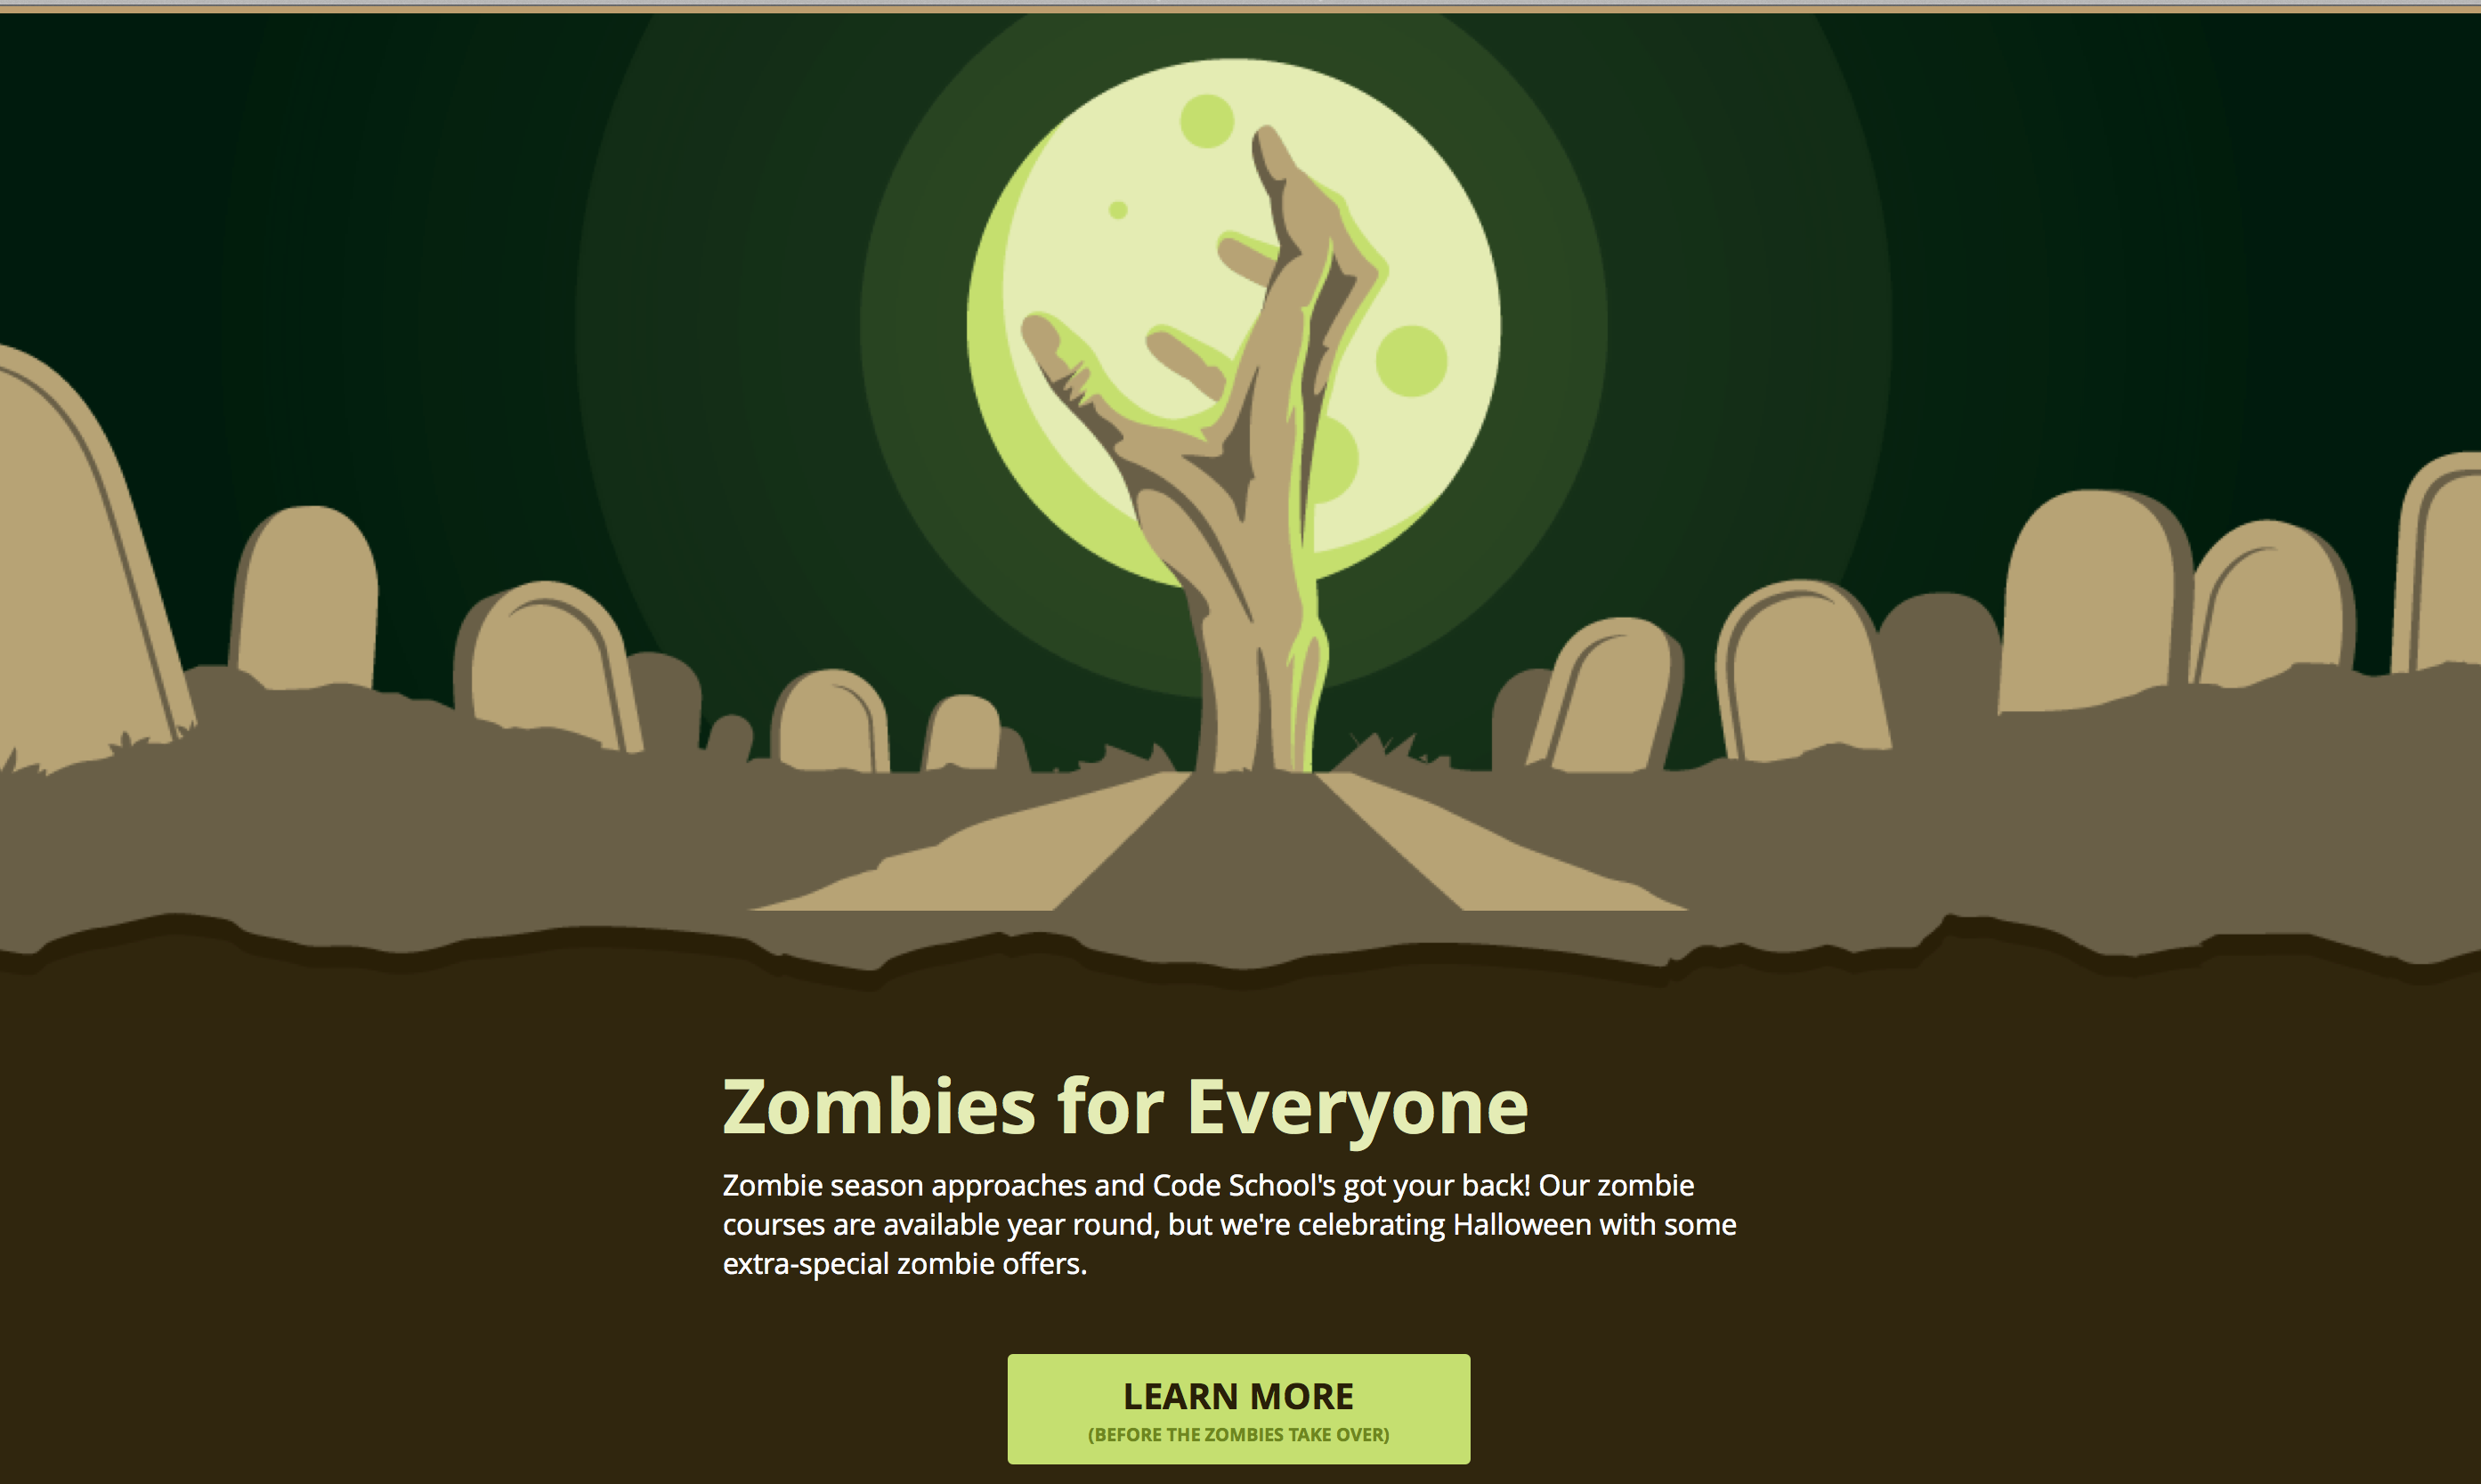 Zombies for Everyone
Zombie season approaches and Code School's got your back! Our zombie
courses are available year round, but we're celebrating Halloween with some
extra-special zombie offers.
LEARN MORE
(BEFORE THE ZOMBIES TAKE OVER)